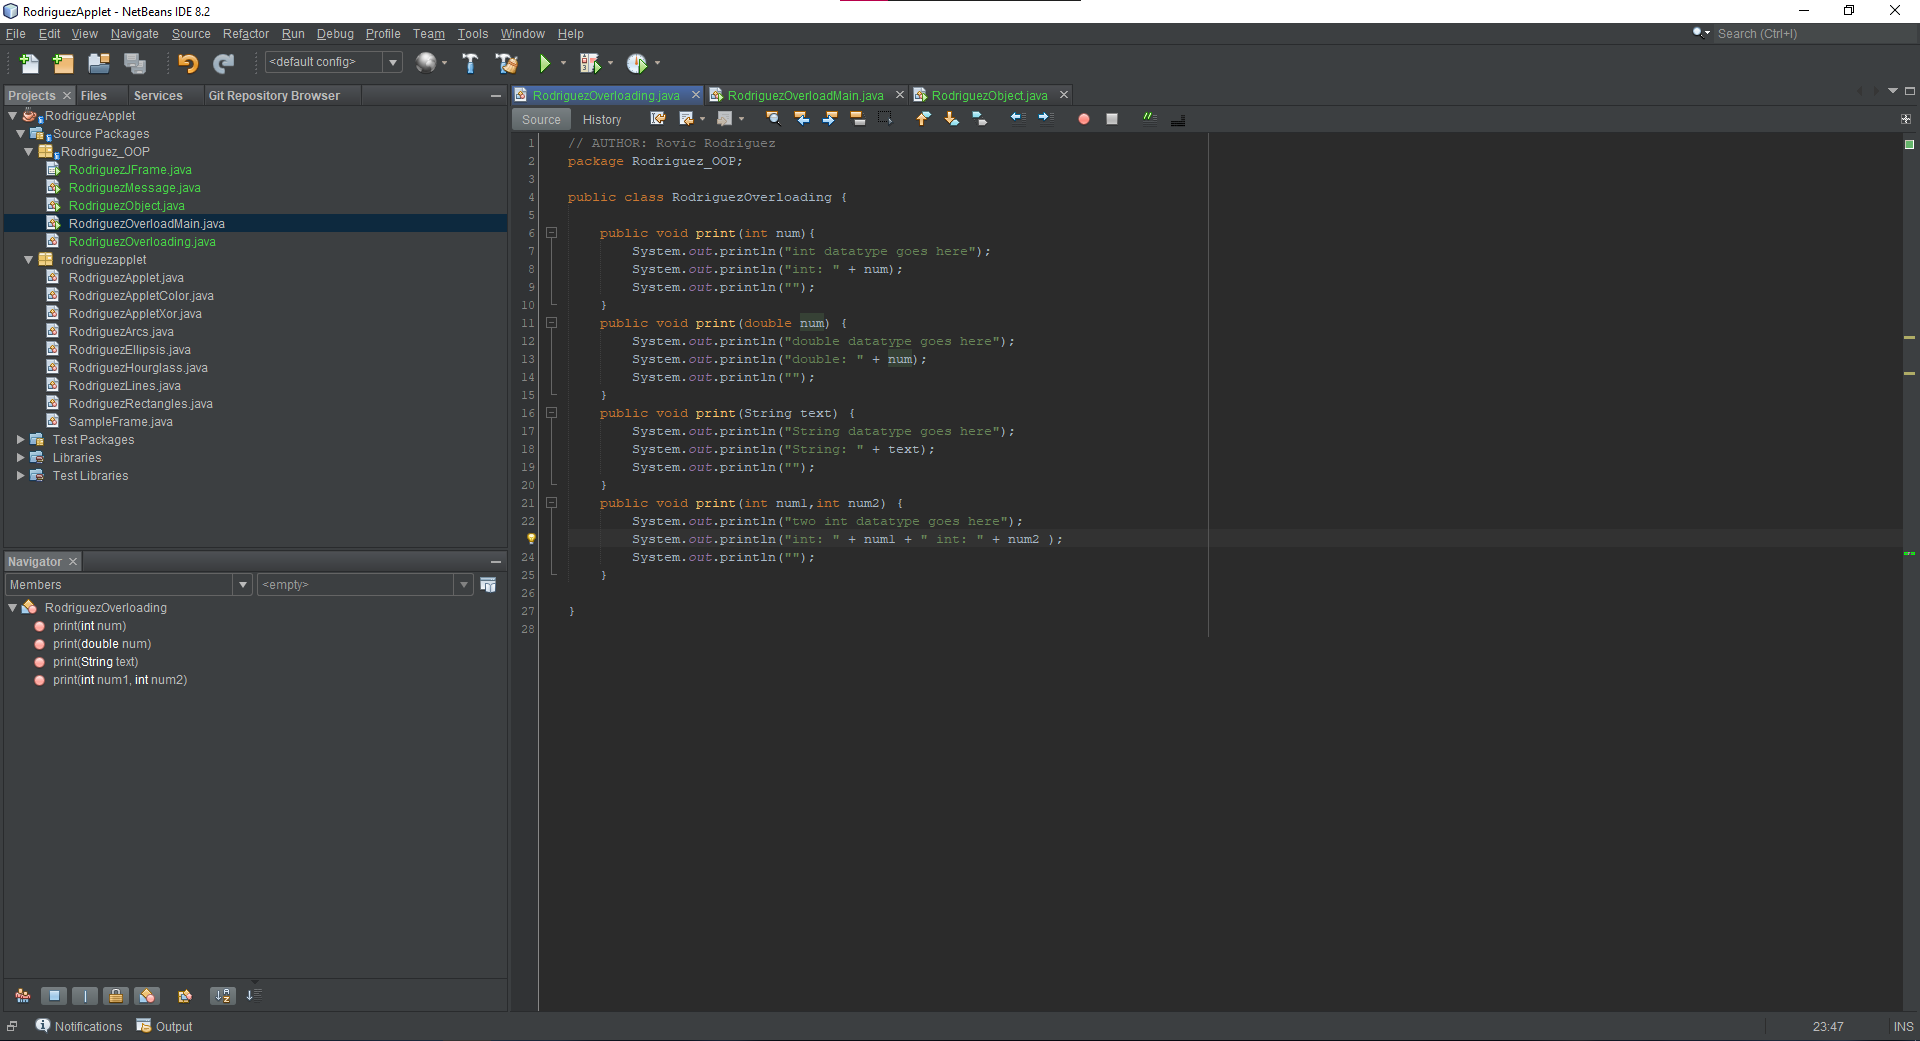 RodriguezApplet - NetBeans IDE 8.2
File Edit View Navigate Source Refactor Run Debug Profile Team Tools Window Help
Search (Ctrl+I)
<default config>
Projects Files Services Git Repository Browser
RodriguezApplet
Source Packages
Rodriguez_OOP
RodriguezJFrame.java
RodriguezMessage.java
RodriguezObject.java
RodriguezOverloadMain.java
RodriguezOverloading.java
rodriguezapplet
RodriguezApplet.java
RodriguezAppletColor.java
RodriguezAppletXor.java
RodriguezArcs.java
RodriguezEllipsis.java
RodriguezHourglass.java
RodriguezLines.java
RodriguezRectangles.java
SampleFrame.java
Test Packages
Libraries
Test Libraries
Navigator
Members <empty>
RodriguezOverloading
print(int num)
print(double num)
print(String text)
print(int num1, int num2)
RodriguezOverloading.java RodriguezOverloadMain.java RodriguezObject.java
Source History
1 // AUTHOR: Rovic Rodriguez
2 package Rodriguez_OOP;
3
4 public class RodriguezOverloading {
5
6 public void print(int num){
7 System.out.println("int datatype goes here");
8 System.out.println("int: " + num);
9 System.out.println("");
10 }
11 public void print(double num) {
12 System.out.println("double datatype goes here");
13 System.out.println("double: " + num);
14 System.out.println("");
15 }
16 public void print(String text) {
17 System.out.println("String datatype goes here");
18 System.out.println("String: " + text);
19 System.out.println("");
20 }
21 public void print(int num1,int num2) {
22 System.out.println("two int datatype goes here");
System.out.println("int: " + num1 + " int: " + num2 );
24 System.out.println("");
25 }
26
27 }
28
Notifications Output
23:47 INS